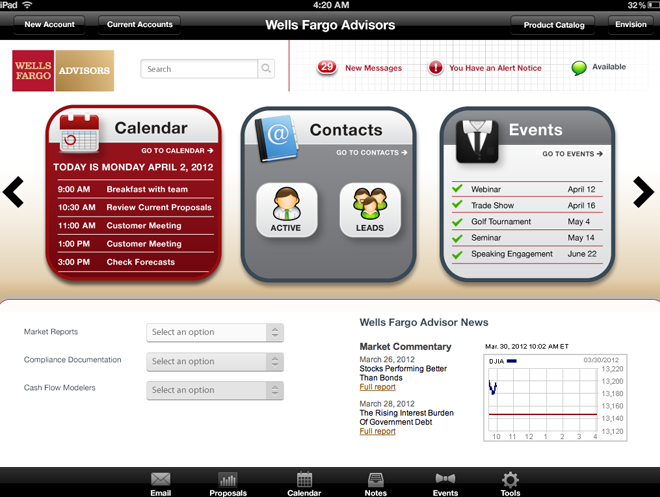 iPad 4:20 AM 32%
New Account Current Accounts Wells Fargo Advisors Product Catalog Envision
WELLS
FARGO ADVISORS
Search
29 New Messages
! You Have an Alert Notice
Available
Calendar
GO TO CALENDAR →
TODAY IS MONDAY APRIL 2, 2012
9:00 AM Breakfast with team
10:30 AM Review Current Proposals
11:00 AM Customer Meeting
1:00 PM Customer Meeting
3:00 PM Check Forecasts
@
Contacts
GO TO CONTACTS →
ACTIVE
LEADS
Events
GO TO EVENTS →
Webinar April 12
Trade Show April 16
Golf Tournament May 4
Seminar May 14
Speaking Engagement June 22
Market Reports Select an option
Compliance Documentation Select an option
Cash Flow Modelers Select an option
Wells Fargo Advisor News
Market Commentary
March 26, 2012
Stocks Performing Better
Than Bonds
Full report
March 28, 2012
The Rising Interest Burden
Of Government Debt
Full report
Mar. 30, 2012 10:02 AM ET
DJIA 03/30/2012
13,220
13,200
13,180
13,160
13,140
13,120
10 11 12 1 2 3 4
Email Proposals Calendar Notes Events Tools